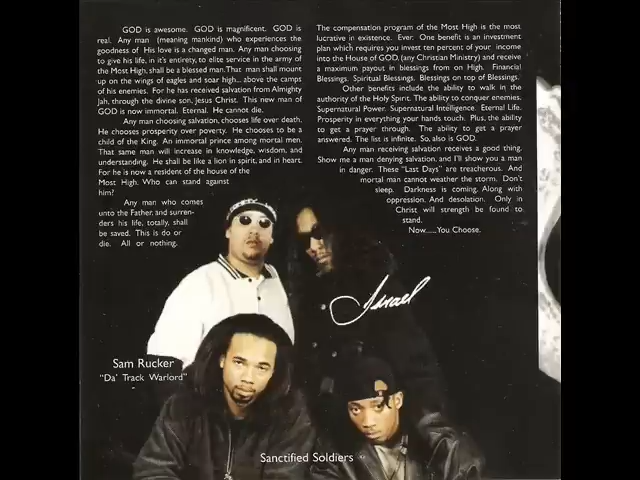 GOD is awesome. GOD is magnificent. GOD is
real. Any man (meaning mankind) who experiences the
goodness of His love is a changed man. Any man choosing
to give his life, in it's entirety, to elite service in the army of
the Most High, shall be a blessed man. That man shall mount
up on the wings of eagles and soar high... above the camps
of his enemies. For he has received salvation from Almighty
Jah, through the divine son, Jesus Christ. This new man of
GOD is now immortal. Eternal. He cannot die.
Any man choosing salvation, chooses life over death.
He chooses prosperity over poverty. He chooses to be a
child of the King. An immortal prince among mortal men.
That same man will increase in knowledge, wisdom, and
understanding. He shall be like a lion in spirit, and in heart.
For he is now a resident of the house of the
Most High. Who can stand against
him?
Any man who comes
unto the Father, and surren-
ders his life, totally, shall
be saved. This is do or
die. All or nothing.
The compensation program of the Most High is the most
lucrative in existence. Ever. One benefit is an investment
plan which requires you invest ten percent of your income
into the House of GOD, (any Christian Ministry) and receive
a maximum payout in blessings from on High. Financial
Blessings. Spiritual Blessings. Blessings on top of Blessings.
Other benefits include the ability to walk in the
authority of the Holy Spirit. The ability to conquer enemies.
Supernatural Power. Supernatural Intelligence. Eternal Life.
Prosperity in everything your hands touch. Plus, the ability
to get a prayer through. The ability to get a prayer
answered. The list is infinite. So, also is GOD.
Any man receiving salvation receives a good thing.
Show me a man denying salvation, and I'll show you a man
in danger. These "Last Days" are treacherous. And
mortal man cannot weather the storm. Don't
sleep. Darkness is coming. Along with
oppression. And desolation. Only in
Christ will strength be found to
stand.
Now.....You Choose.
Israel
Sam Rucker
"Da' Track Warlord"
Sanctified Soldiers